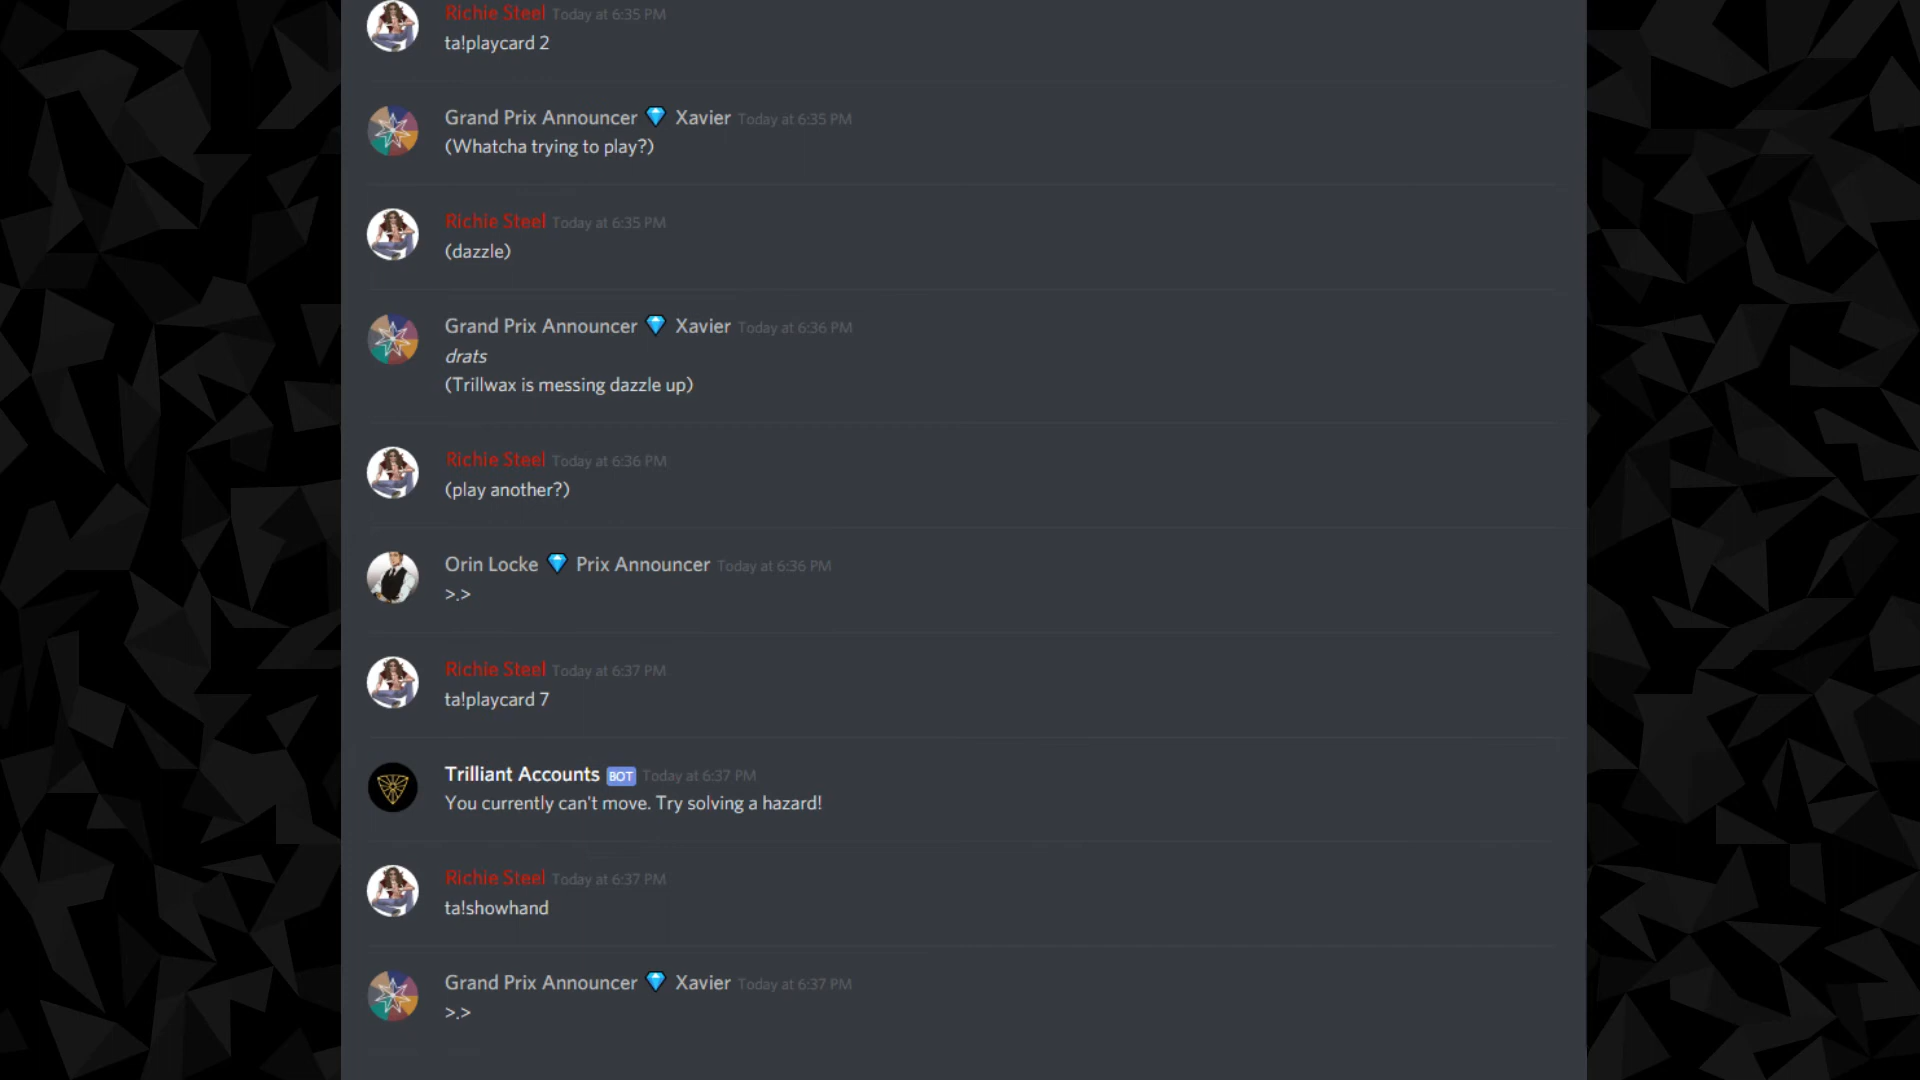 Richie Steel Today at 6:35 PM
ta!playcard 2
Grand Prix Announcer 💎 Xavier Today at 6:35 PM
(Whatcha trying to play?)
Richie Steel Today at 6:35 PM
(dazzle)
Grand Prix Announcer 💎 Xavier Today at 6:36 PM
drats
(Trillwax is messing dazzle up)
Richie Steel Today at 6:36 PM
(play another?)
Orin Locke 💎 Prix Announcer Today at 6:36 PM
>.>
Richie Steel Today at 6:37 PM
ta!playcard 7
Trilliant Accounts BOT Today at 6:37 PM
You currently can't move. Try solving a hazard!
Richie Steel Today at 6:37 PM
ta!showhand
Grand Prix Announcer 💎 Xavier Today at 6:37 PM
>.>